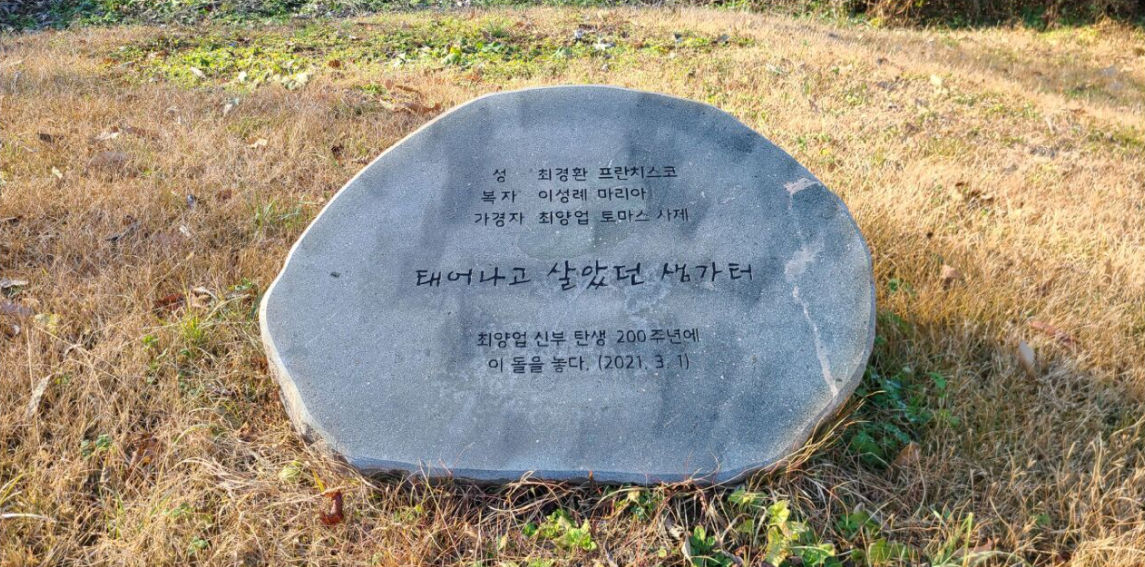 성 최경환 프란치스코
복자 이성례 마리아
가경자 최양업 토마스 사제
태어나고 살았던 샘가터
최양업 신부 탄생 200주년에
이 돌을 놓다. (2021. 3. 1)